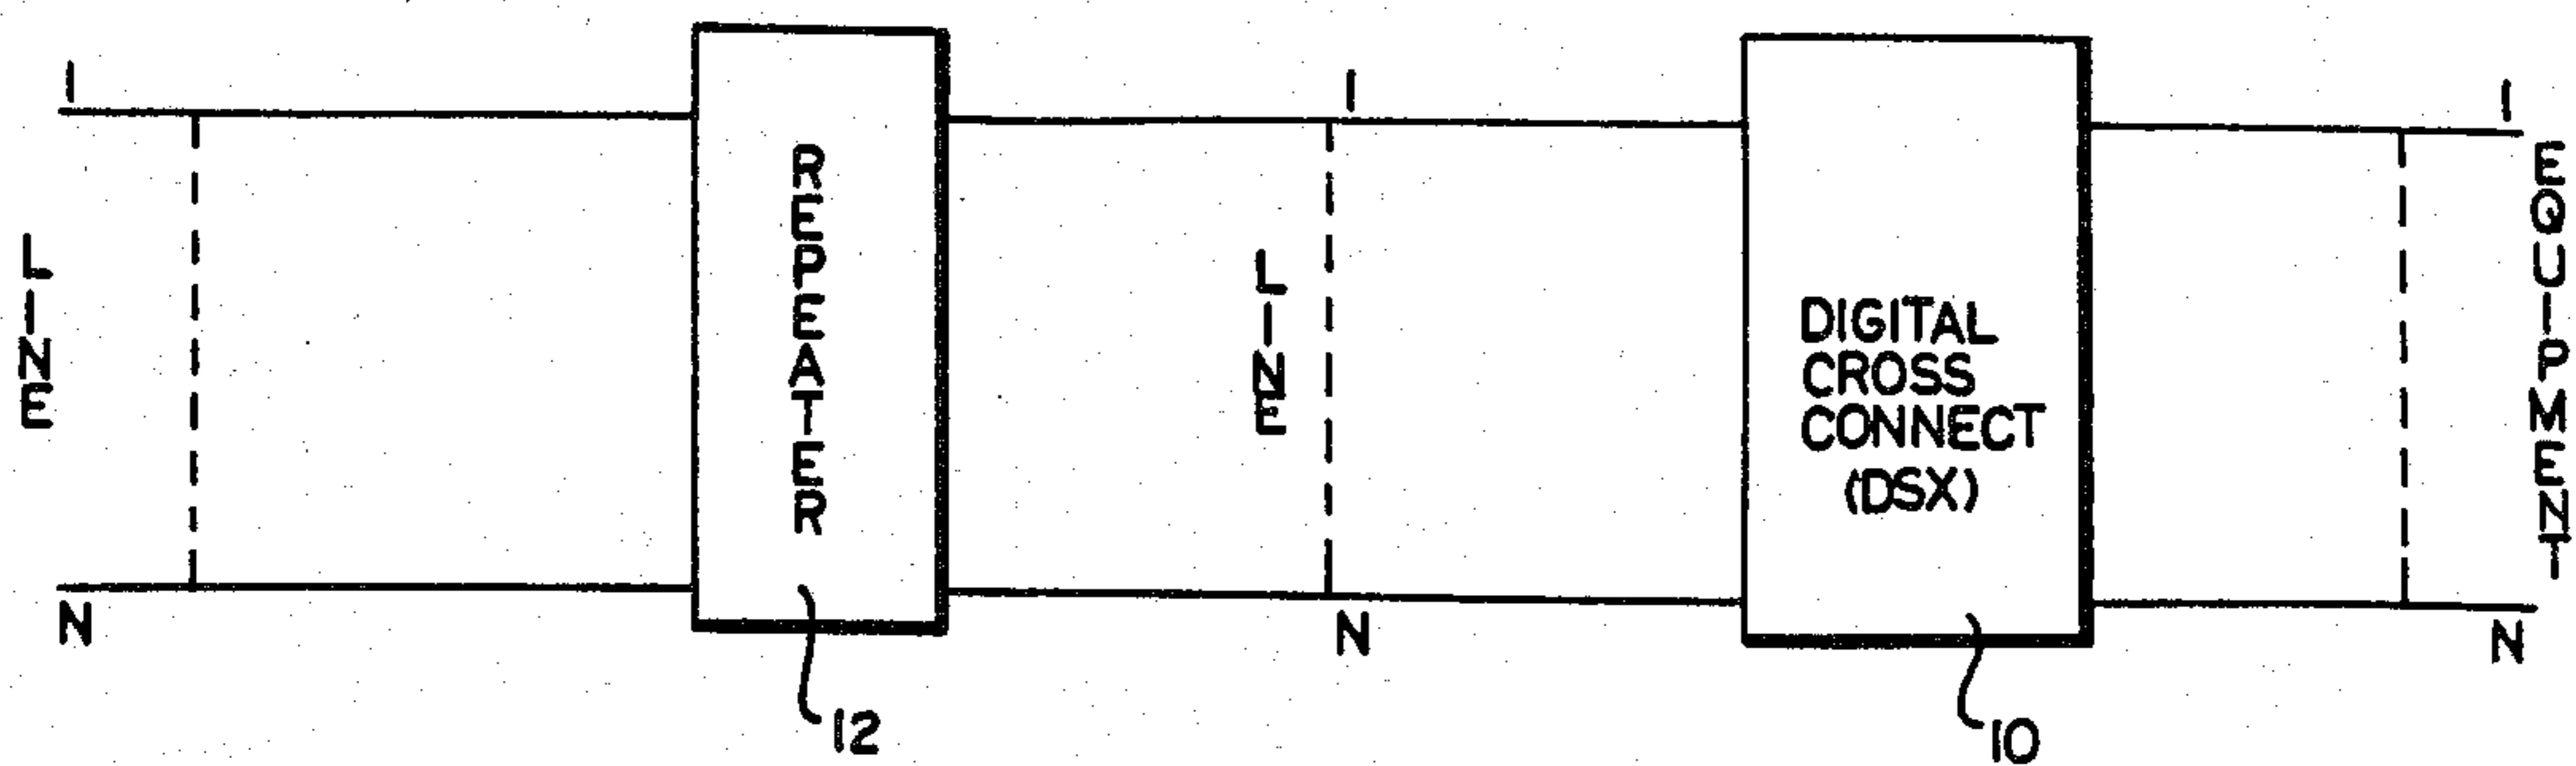 1
LINE
N
REPEATER
12
1
LINE
N
DIGITAL
CROSS
CONNECT
(DSX)
10
1
EQUIPMENT
N